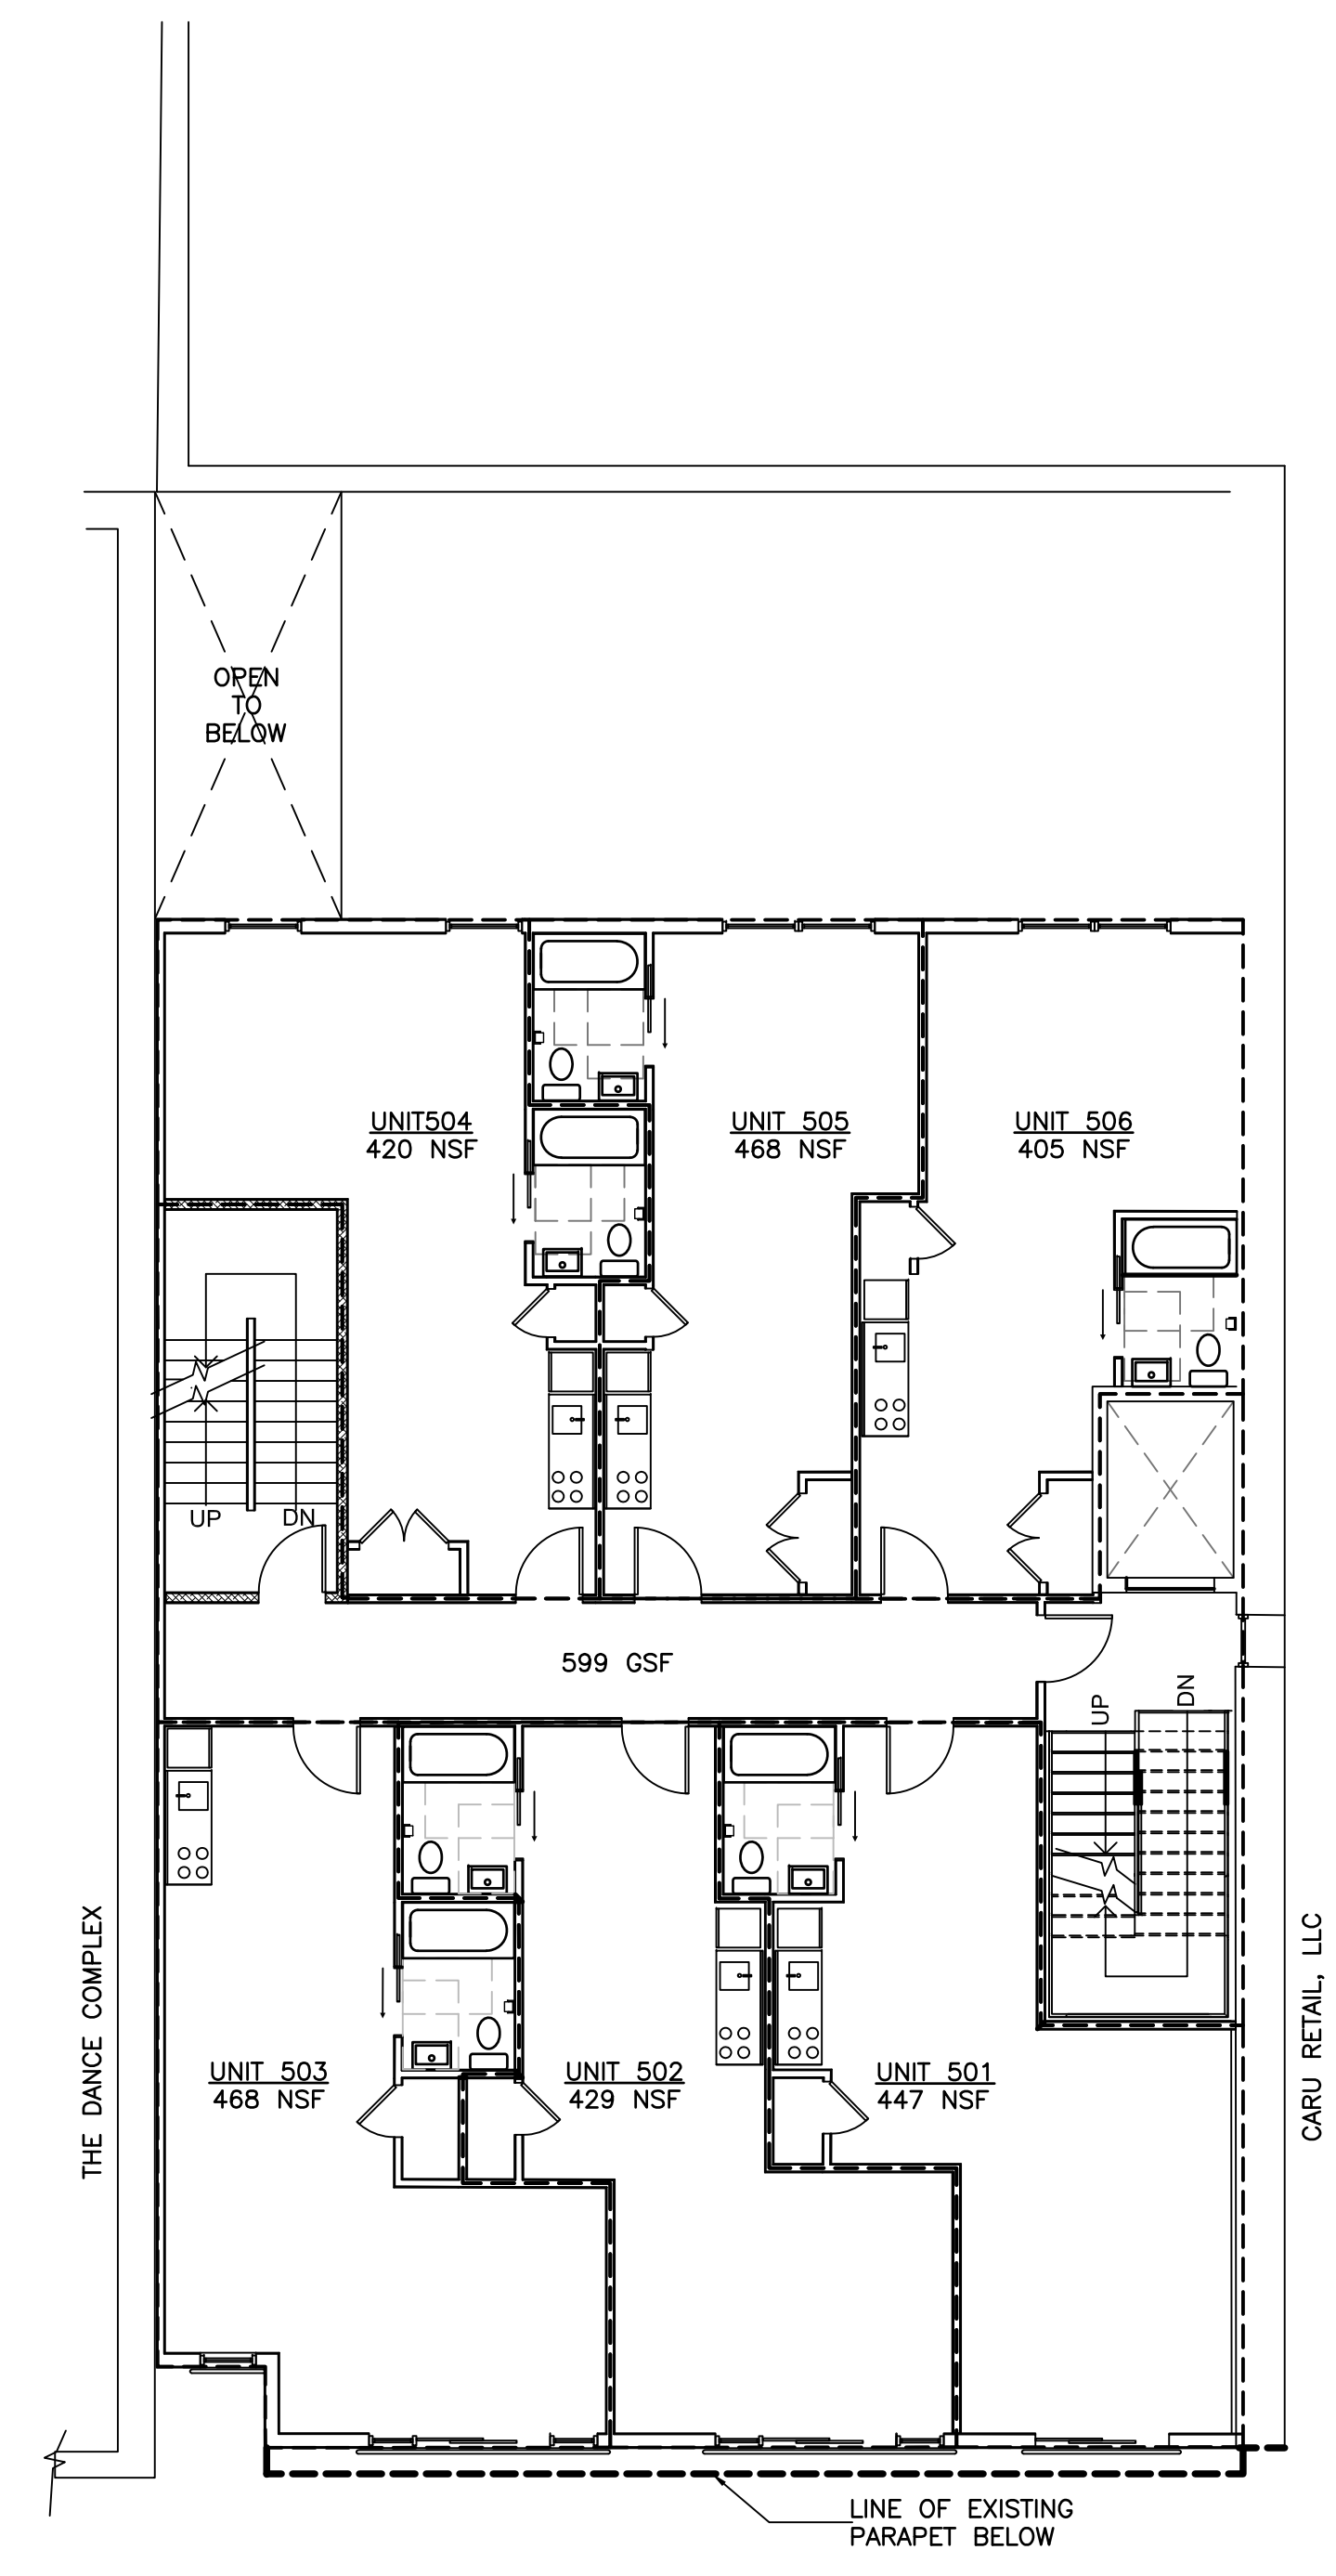 OPEN
TO
BELOW
UNIT504
420 NSF
UNIT 505
468 NSF
UNIT 506
405 NSF
UP
DN
599 GSF
UP
DN
THE DANCE COMPLEX
UNIT 503
468 NSF
UNIT 502
429 NSF
UNIT 501
447 NSF
CARU RETAIL, LLC
LINE OF EXISTING
PARAPET BELOW